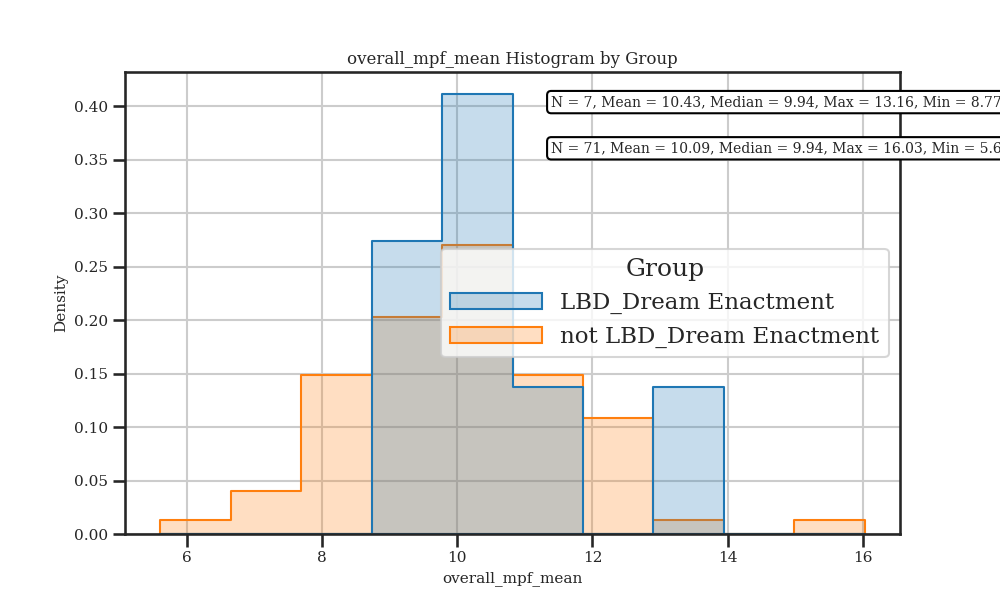 overall_mpf_mean Histogram by Group
N = 7, Mean = 10.43, Median = 9.94, Max = 13.16, Min = 8.77
N = 71, Mean = 10.09, Median = 9.94, Max = 16.03, Min = 5.6
Group
LBD_Dream Enactment
not LBD_Dream Enactment
Density
0.40
0.35
0.30
0.25
0.20
0.15
0.10
0.05
0.00
6 8 10 12 14 16
overall_mpf_mean